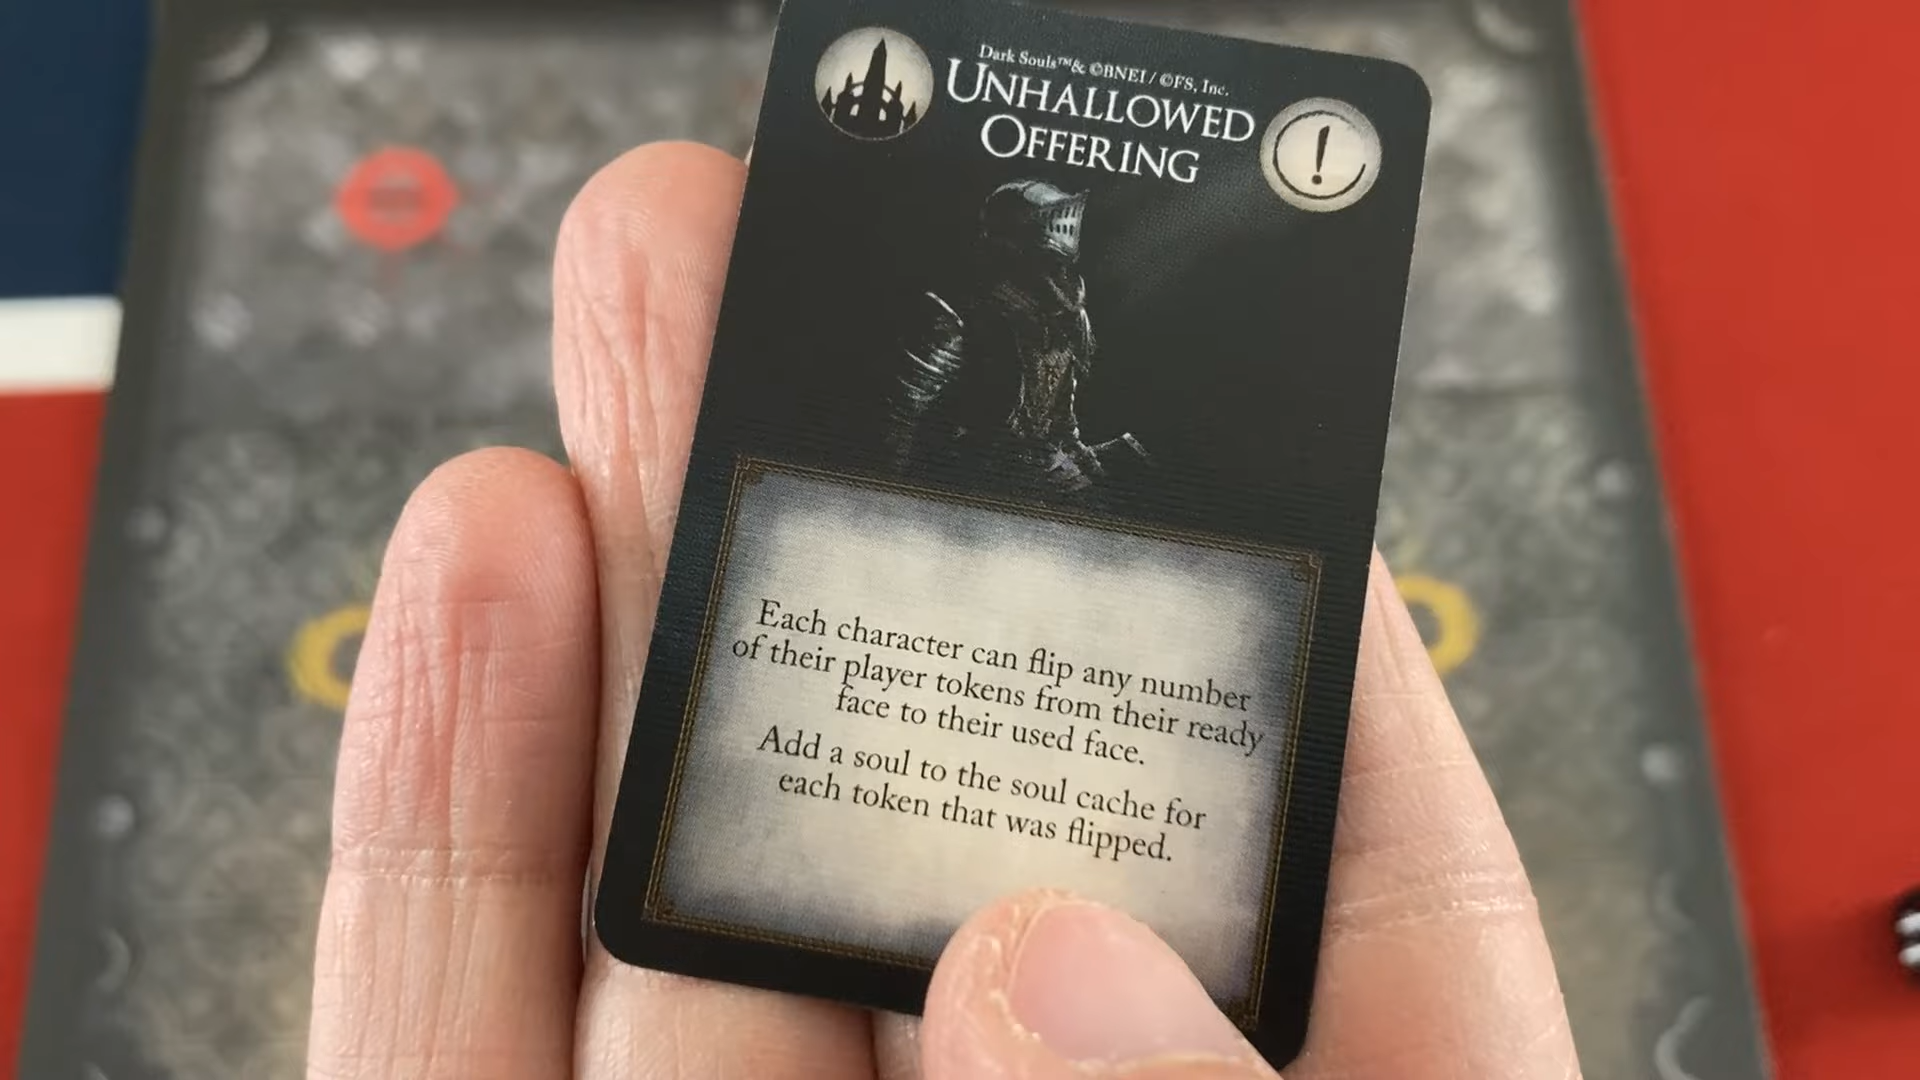 Dark Souls™ & ©BNEI / ©FS, Inc.
UNHALLOWED
OFFERING
!
Each character can flip any number
of their player tokens from their ready
face to their used face.
Add a soul to the soul cache for
each token that was flipped.